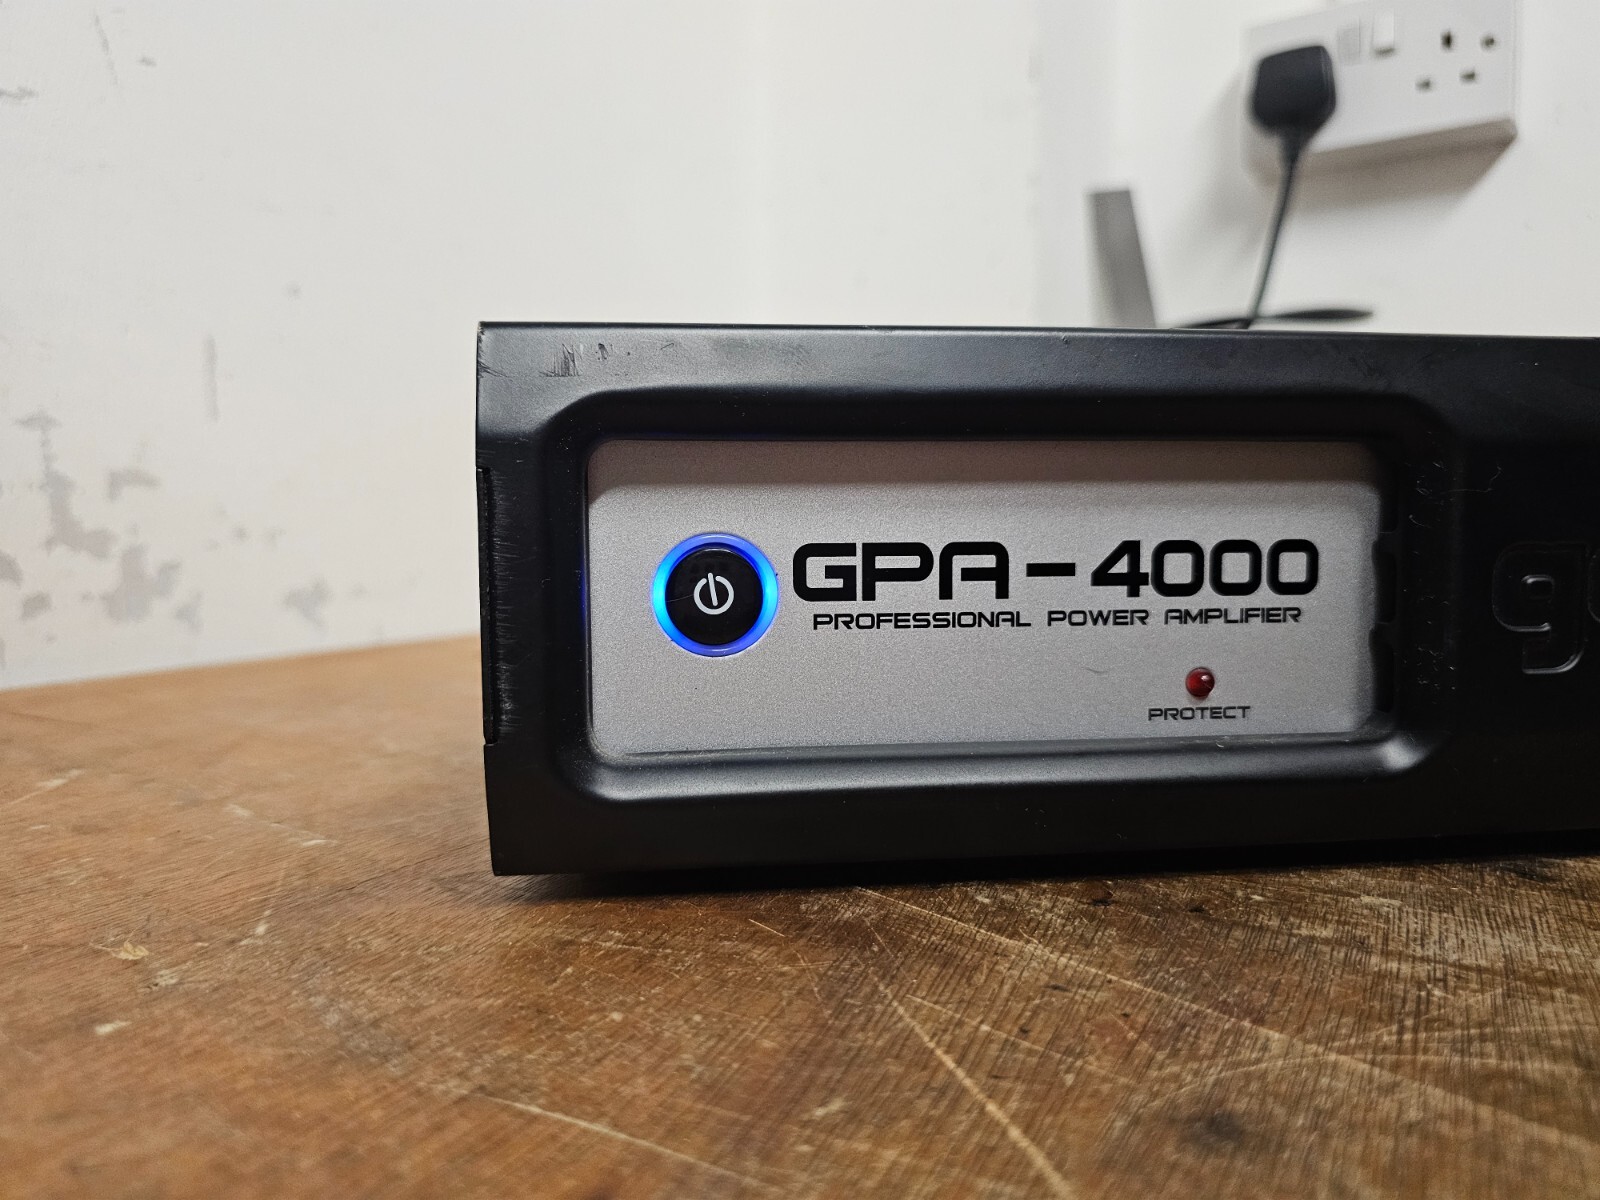 GPA-4000
PROFESSIONAL POWER AMPLIFIER
PROTECT